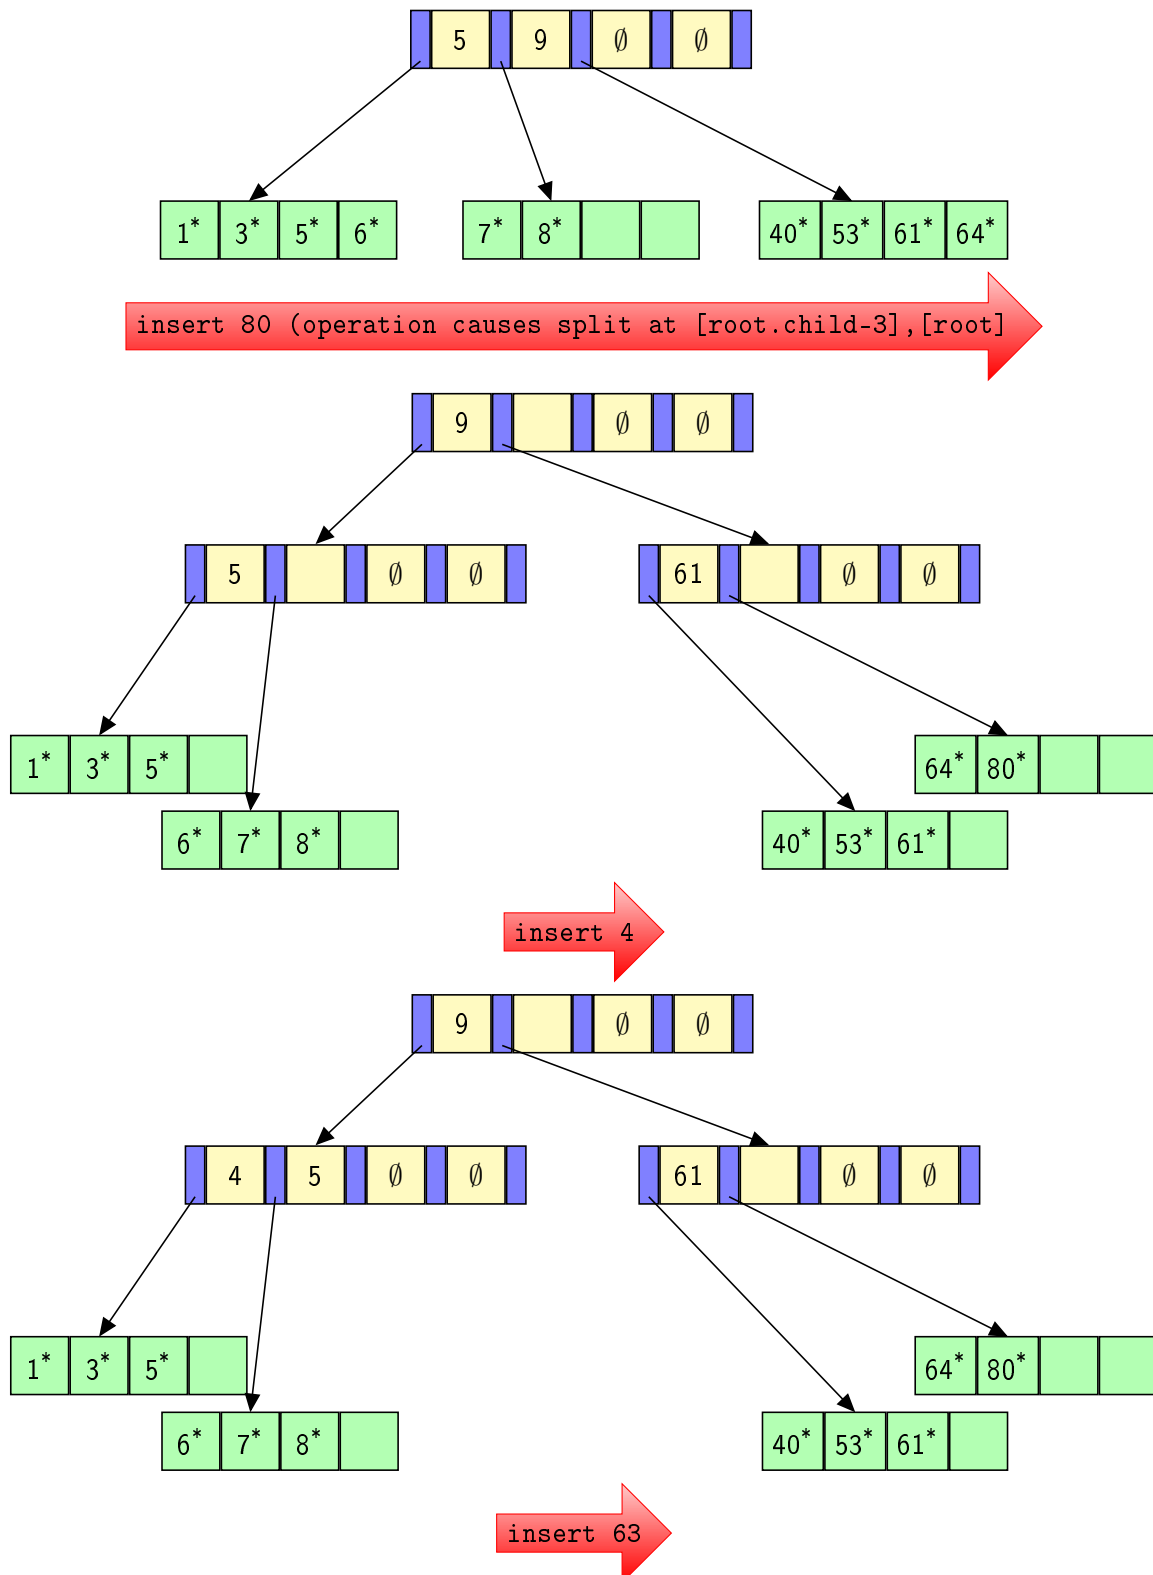 5 9 ∅ ∅
1* 3* 5* 6* 7* 8* 40* 53* 61* 64*
insert 80 (operation causes split at [root.child-3],[root]
9 ∅ ∅
5 ∅ ∅ 61 ∅ ∅
1* 3* 5* 64* 80*
6* 7* 8* 40* 53* 61*
insert 4
9 ∅ ∅
4 5 ∅ ∅ 61 ∅ ∅
1* 3* 5* 64* 80*
6* 7* 8* 40* 53* 61*
insert 63